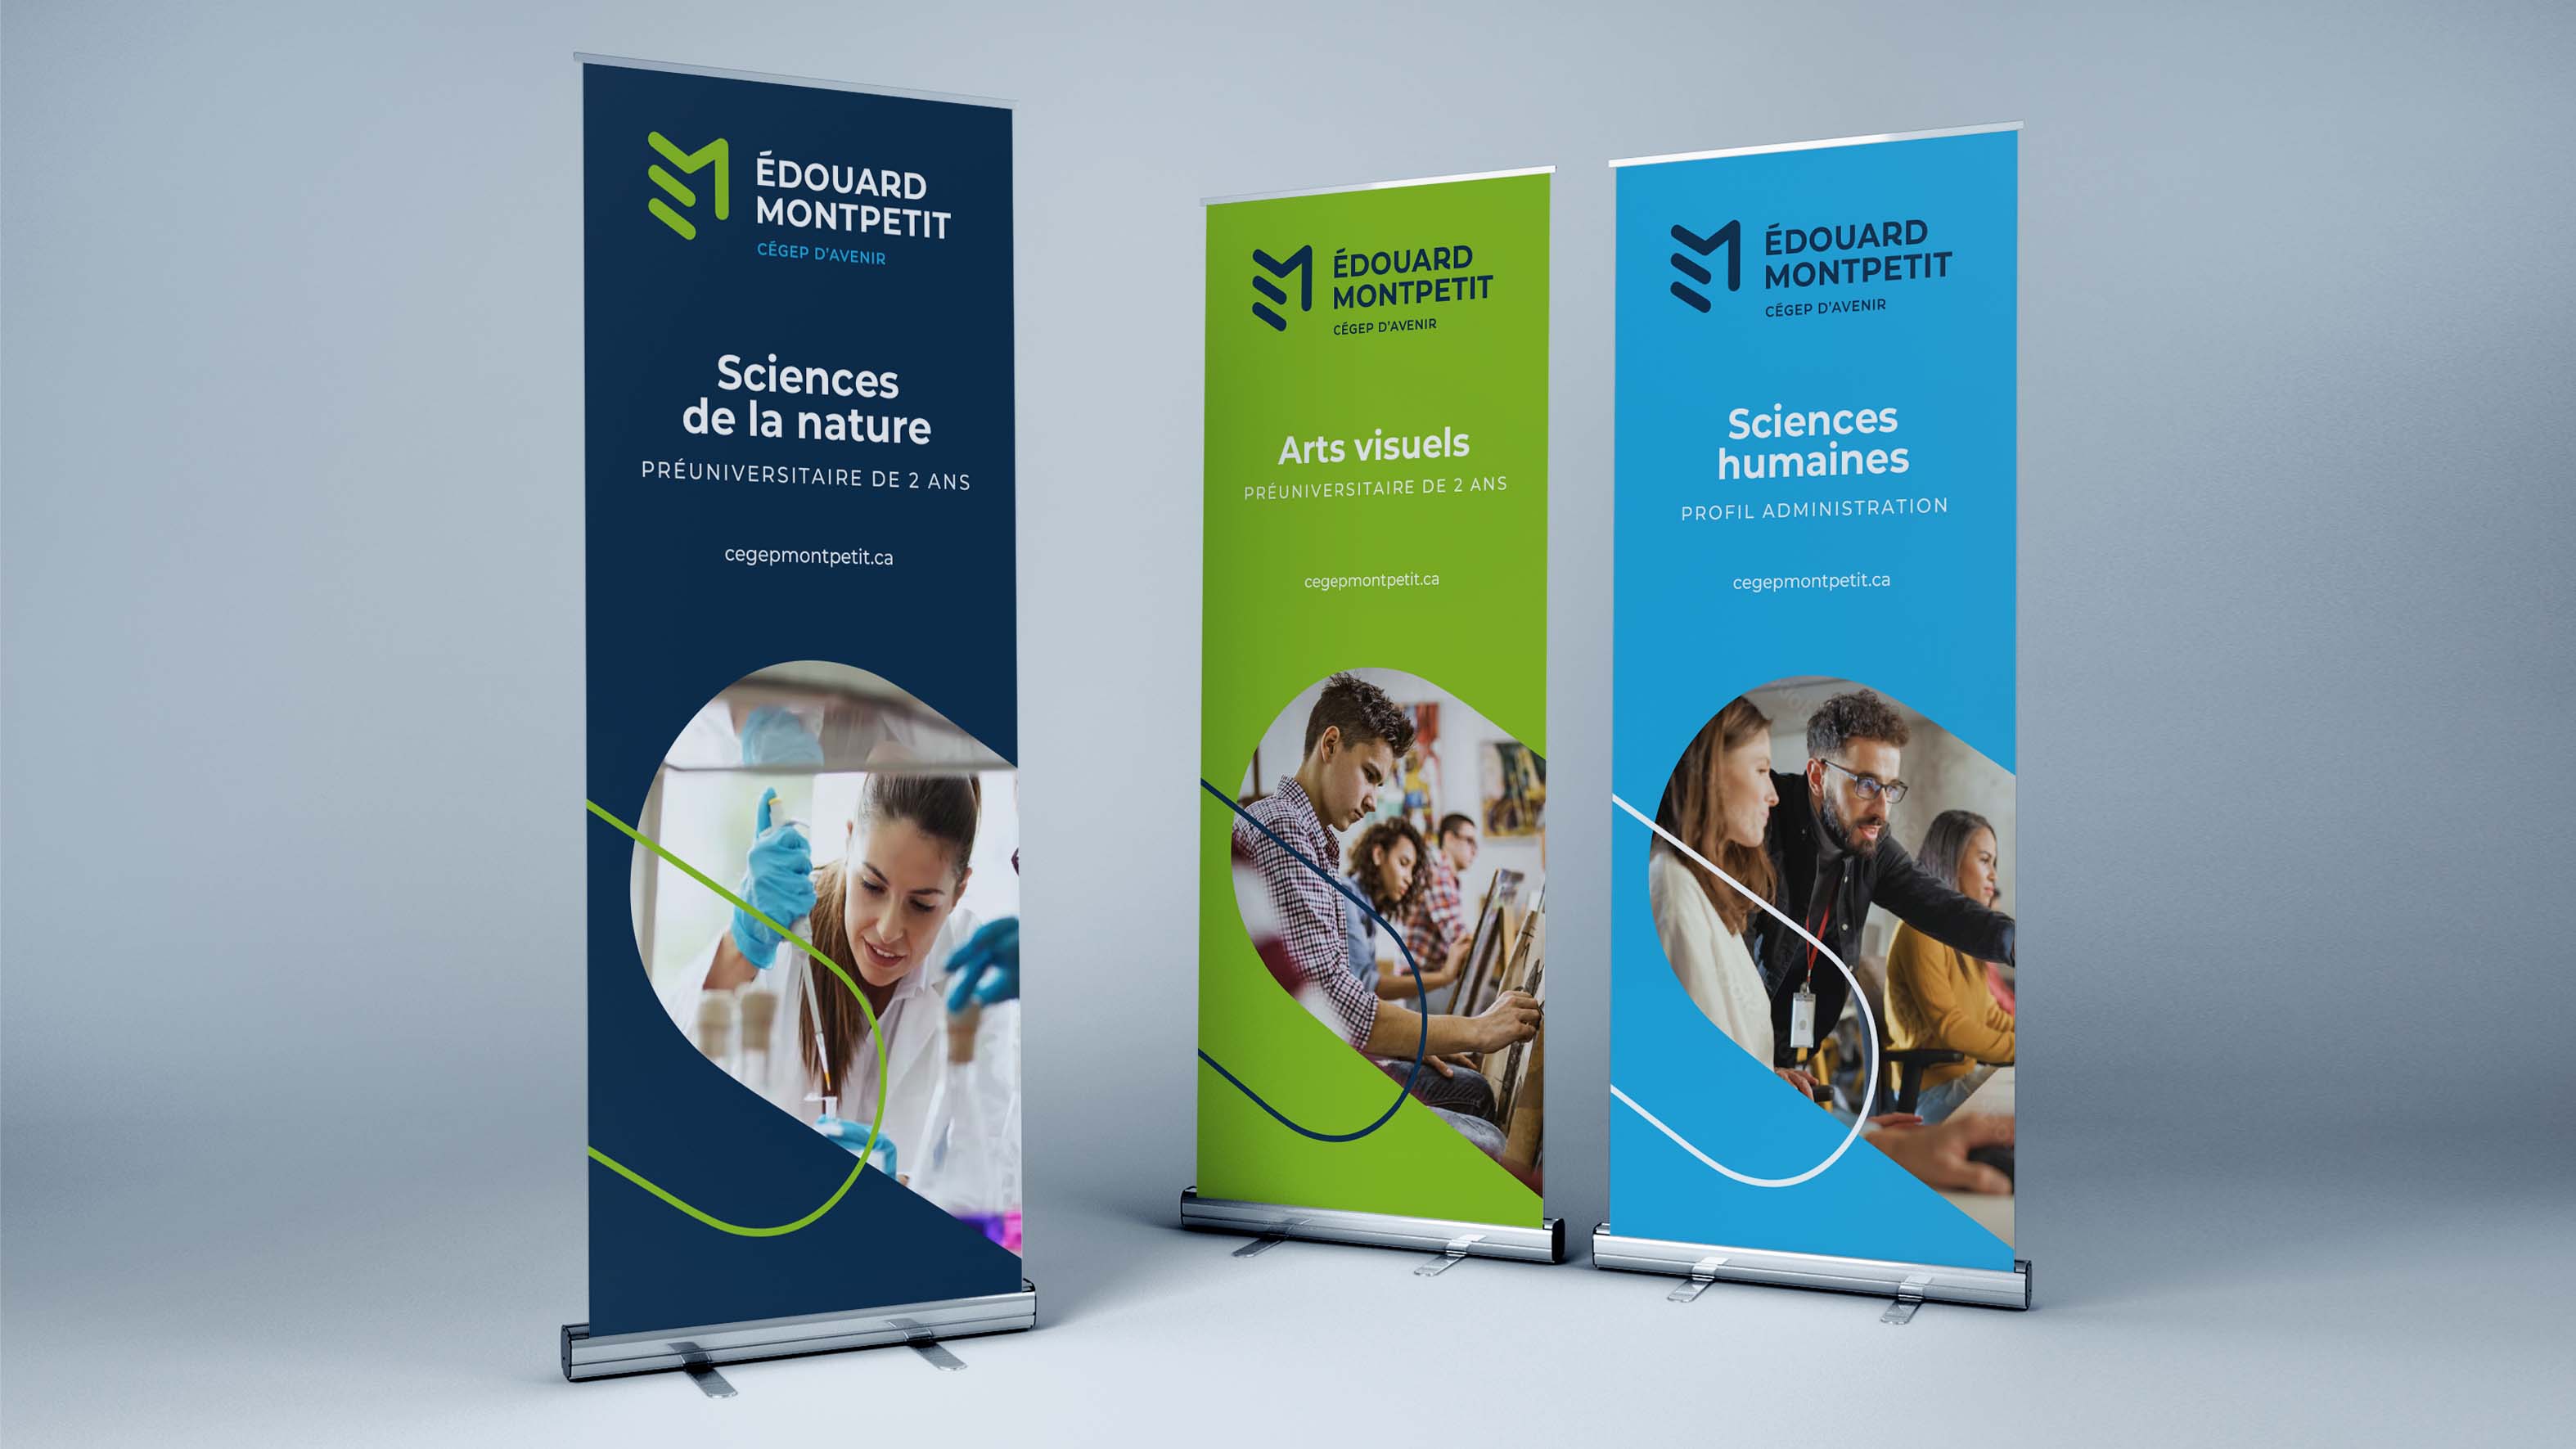 ÉDOUARD
MONTPETIT
CÉGEP D'AVENIR
Sciences
de la nature
PRÉUNIVERSITAIRE DE 2 ANS
cegepmontpetit.ca
ÉDOUARD
MONTPETIT
CÉGEP D'AVENIR
Arts visuels
PRÉUNIVERSITAIRE DE 2 ANS
cegepmontpetit.ca
ÉDOUARD
MONTPETIT
CÉGEP D'AVENIR
Sciences
humaines
PROFIL ADMINISTRATION
cegepmontpetit.ca